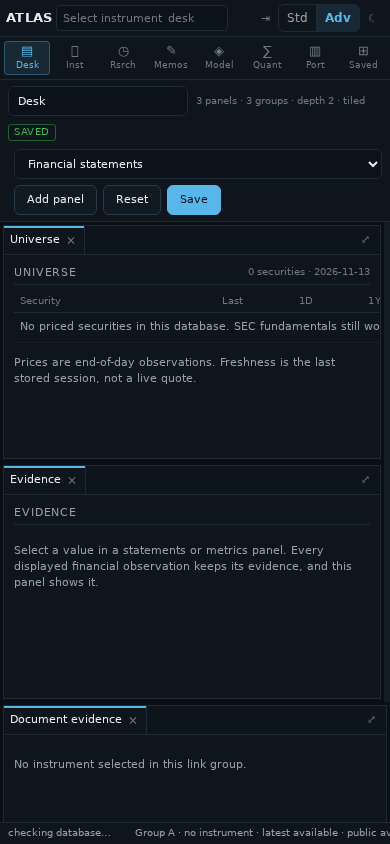 ATLAS Select instrument desk Std Adv
Desk Inst Rsrch Memos Model Quant Port Saved
Desk 3 panels · 3 groups · depth 2 · tiled
SAVED
Financial statements
Add panel Reset Save
Universe
UNIVERSE 0 securities · 2026-11-13
Security Last 1D 1Y
No priced securities in this database. SEC fundamentals still wo
Prices are end-of-day observations. Freshness is the last
stored session, not a live quote.
Evidence
EVIDENCE
Select a value in a statements or metrics panel. Every
displayed financial observation keeps its evidence, and this
panel shows it.
Document evidence
No instrument selected in this link group.
checking database… Group A · no instrument · latest available · public av